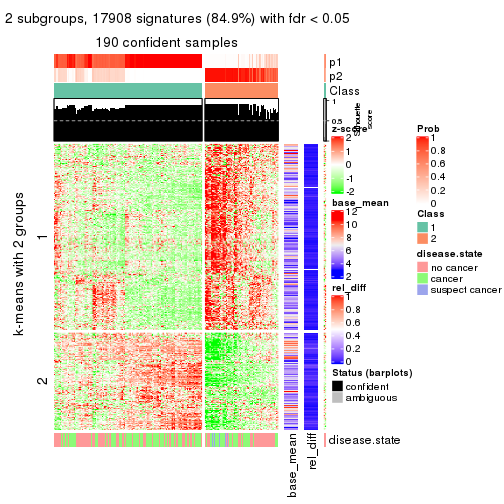 2 subgroups, 17908 signatures (84.9%) with fdr < 0.05
190 confident samples
p1
p2
Class
1
0.5
0
Silhouette
score
k-means with 2 groups
1
2
z-score
2
1
0
-1
-2
base_mean
12
10
8
6
4
2
rel_diff
1
0.8
0.6
0.4
0.2
0
Status (barplots)
confident
ambiguous
Prob
1
0.8
0.6
0.4
0.2
0
Class
1
2
disease.state
no cancer
cancer
suspect cancer
disease.state
base_mean
rel_diff